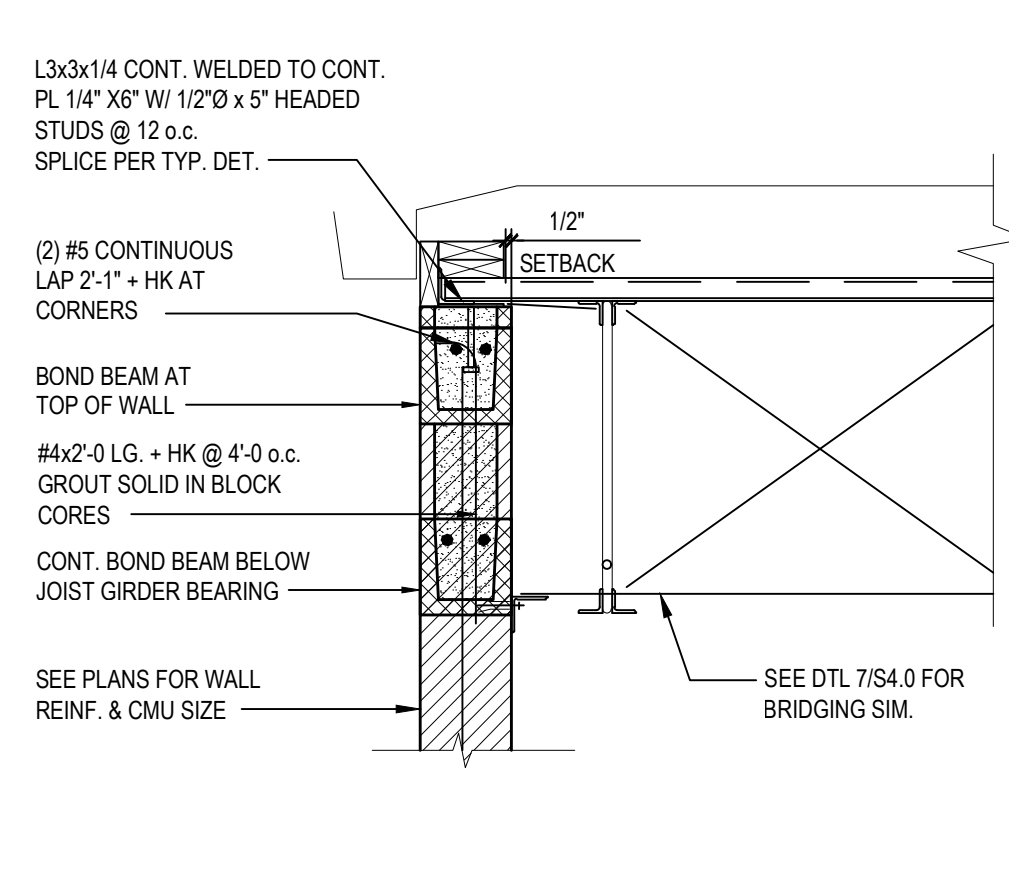 L3x3x1/4 CONT. WELDED TO CONT.
PL 1/4" X6" W/ 1/2"Ø x 5" HEADED
STUDS @ 12 o.c.
SPLICE PER TYP. DET.
1/2"
SETBACK
(2) #5 CONTINUOUS
LAP 2'-1" + HK AT
CORNERS
BOND BEAM AT
TOP OF WALL
#4x2'-0 LG. + HK @ 4'-0 o.c.
GROUT SOLID IN BLOCK
CORES
CONT. BOND BEAM BELOW
JOIST GIRDER BEARING
SEE PLANS FOR WALL
REINF. & CMU SIZE
SEE DTL 7/S4.0 FOR
BRIDGING SIM.